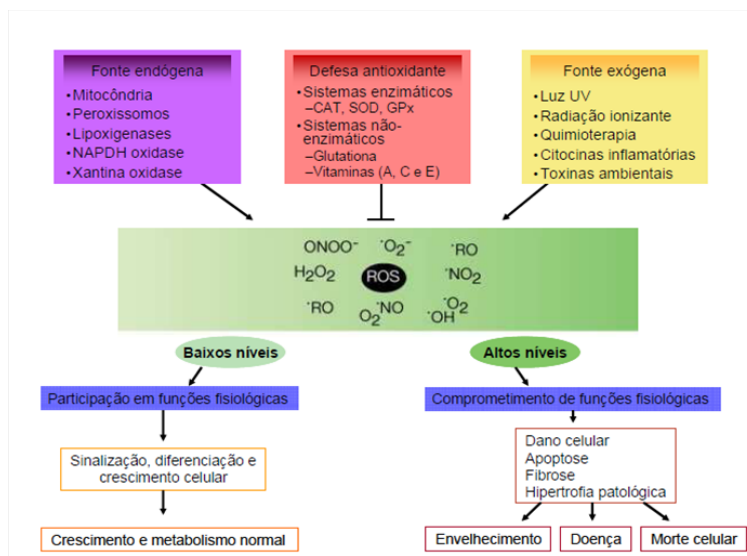 Fonte endógena
•Mitocôndria
•Peroxissomos
•Lipoxigenases
•NAPDH oxidase
•Xantina oxidase
Defesa antioxidante
•Sistemas enzimáticos
–CAT, SOD, GPx
•Sistemas não-
enzimáticos
–Glutationa
–Vitaminas (A, C e E)
Fonte exógena
•Luz UV
•Radiação ionizante
•Quimioterapia
•Citocinas inflamatórias
•Toxinas ambientais
ONOO⁻ ˙O₂⁻ ˙RO
H₂O₂ ROS ˙NO₂
˙RO O₂ ˙NO ˙OH ˙O₂
Baixos níveis
Altos níveis
Participação em funções fisiológicas
Comprometimento de funções fisiológicas
Sinalização, diferenciação e
crescimento celular
Dano celular
Apoptose
Fibrose
Hipertrofia patológica
Crescimento e metabolismo normal
Envelhecimento
Doença
Morte celular